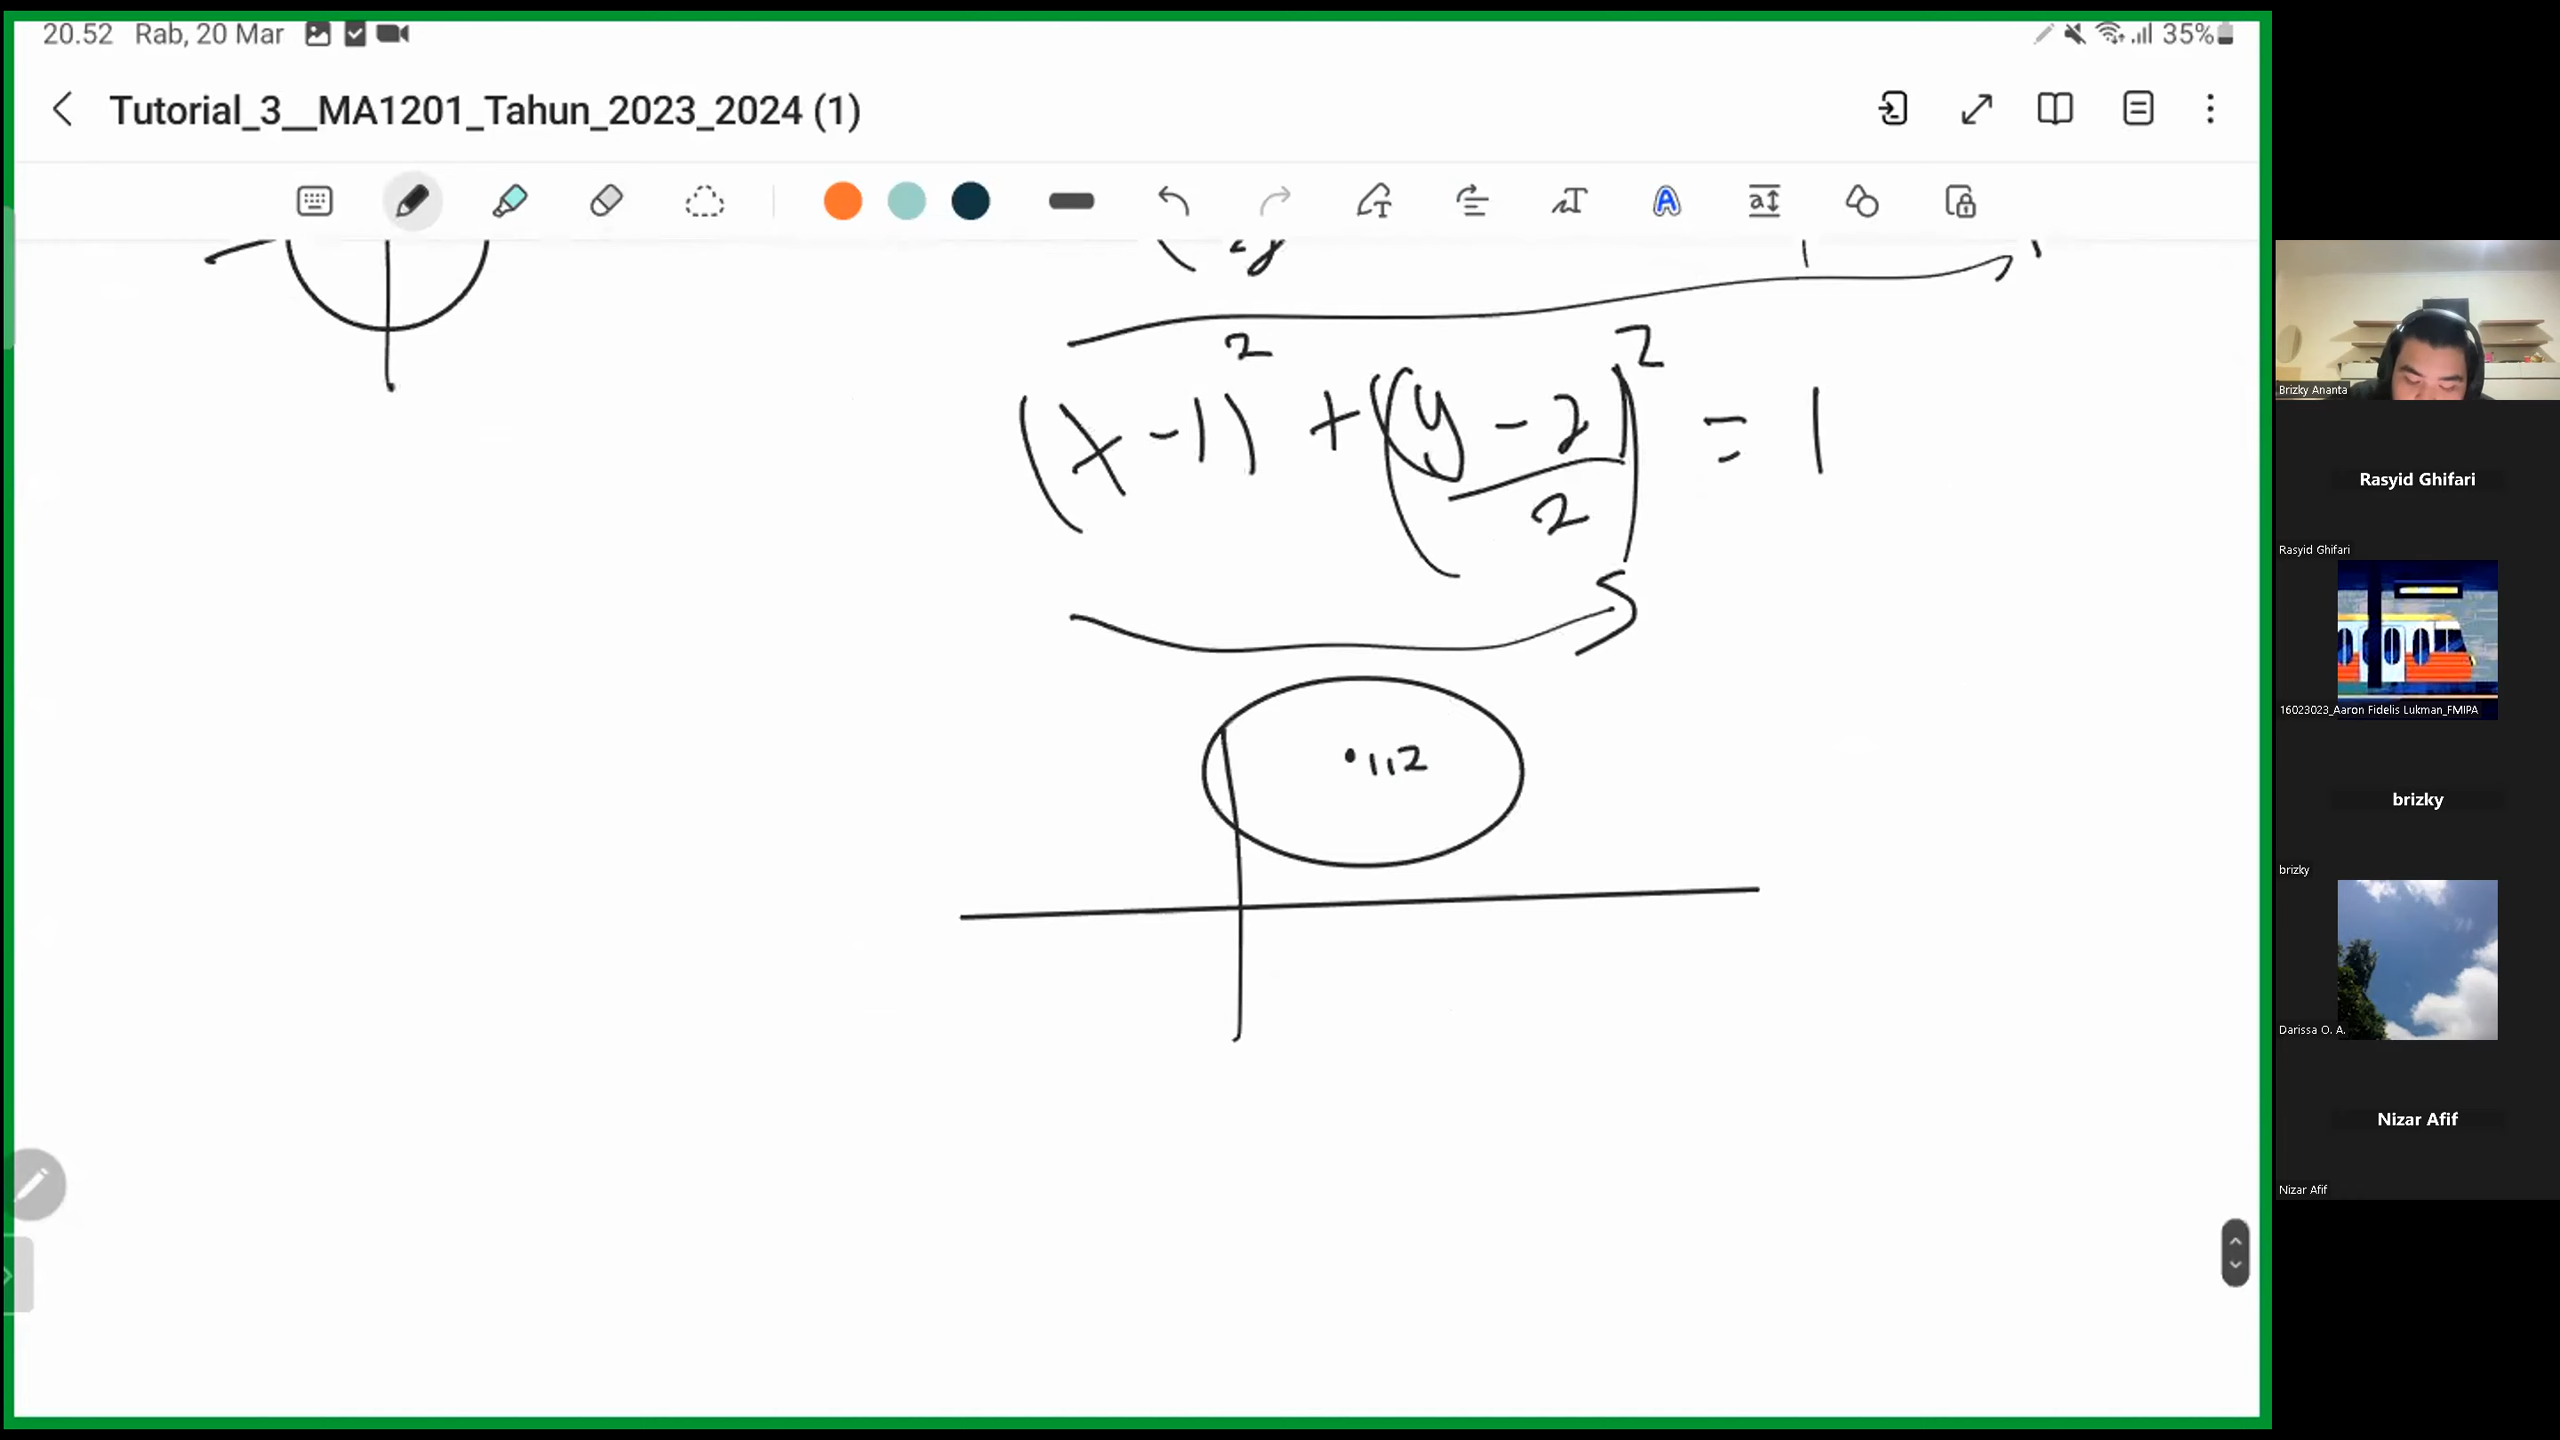 20.52 Rab, 20 Mar
35%
Tutorial_3__MA1201_Tahun_2023_2024 (1)
(x-1)² + ((y-2)/2)² = 1
1,2
Brizky Ananta
Rasyid Ghifari
Rasyid Ghifari
16023023_Aaron Fidelis Lukman_FMIPA
brizky
brizky
Darissa O. A.
Nizar Afif
Nizar Afif